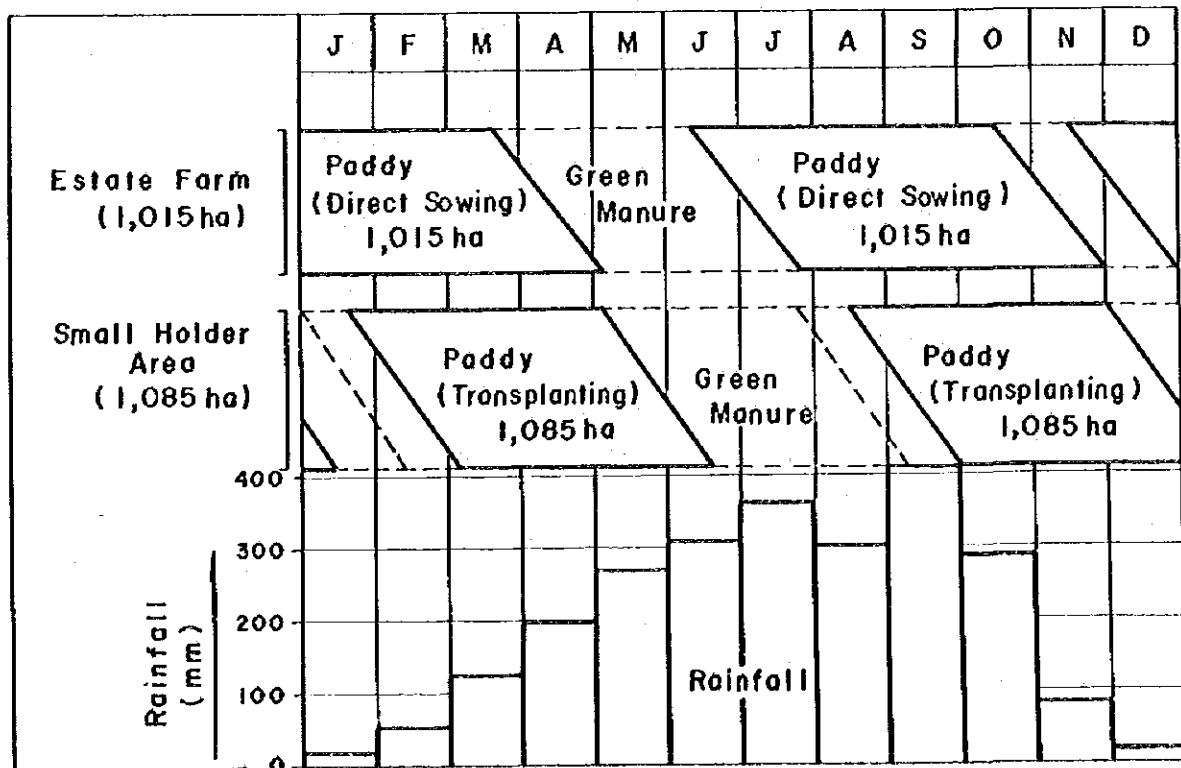 J F M A M J J A S O N D
Estate Farm
(1,015 ha)
Paddy
(Direct Sowing)
1,015 ha
Green
Manure
Paddy
(Direct Sowing)
1,015 ha
Small Holder
Area
(1,085 ha)
Paddy
(Transplanting)
1,085 ha
Green
Manure
Paddy
(Transplanting)
1,085 ha
Rainfall
(mm)
400
300
200
100
0
Rainfall